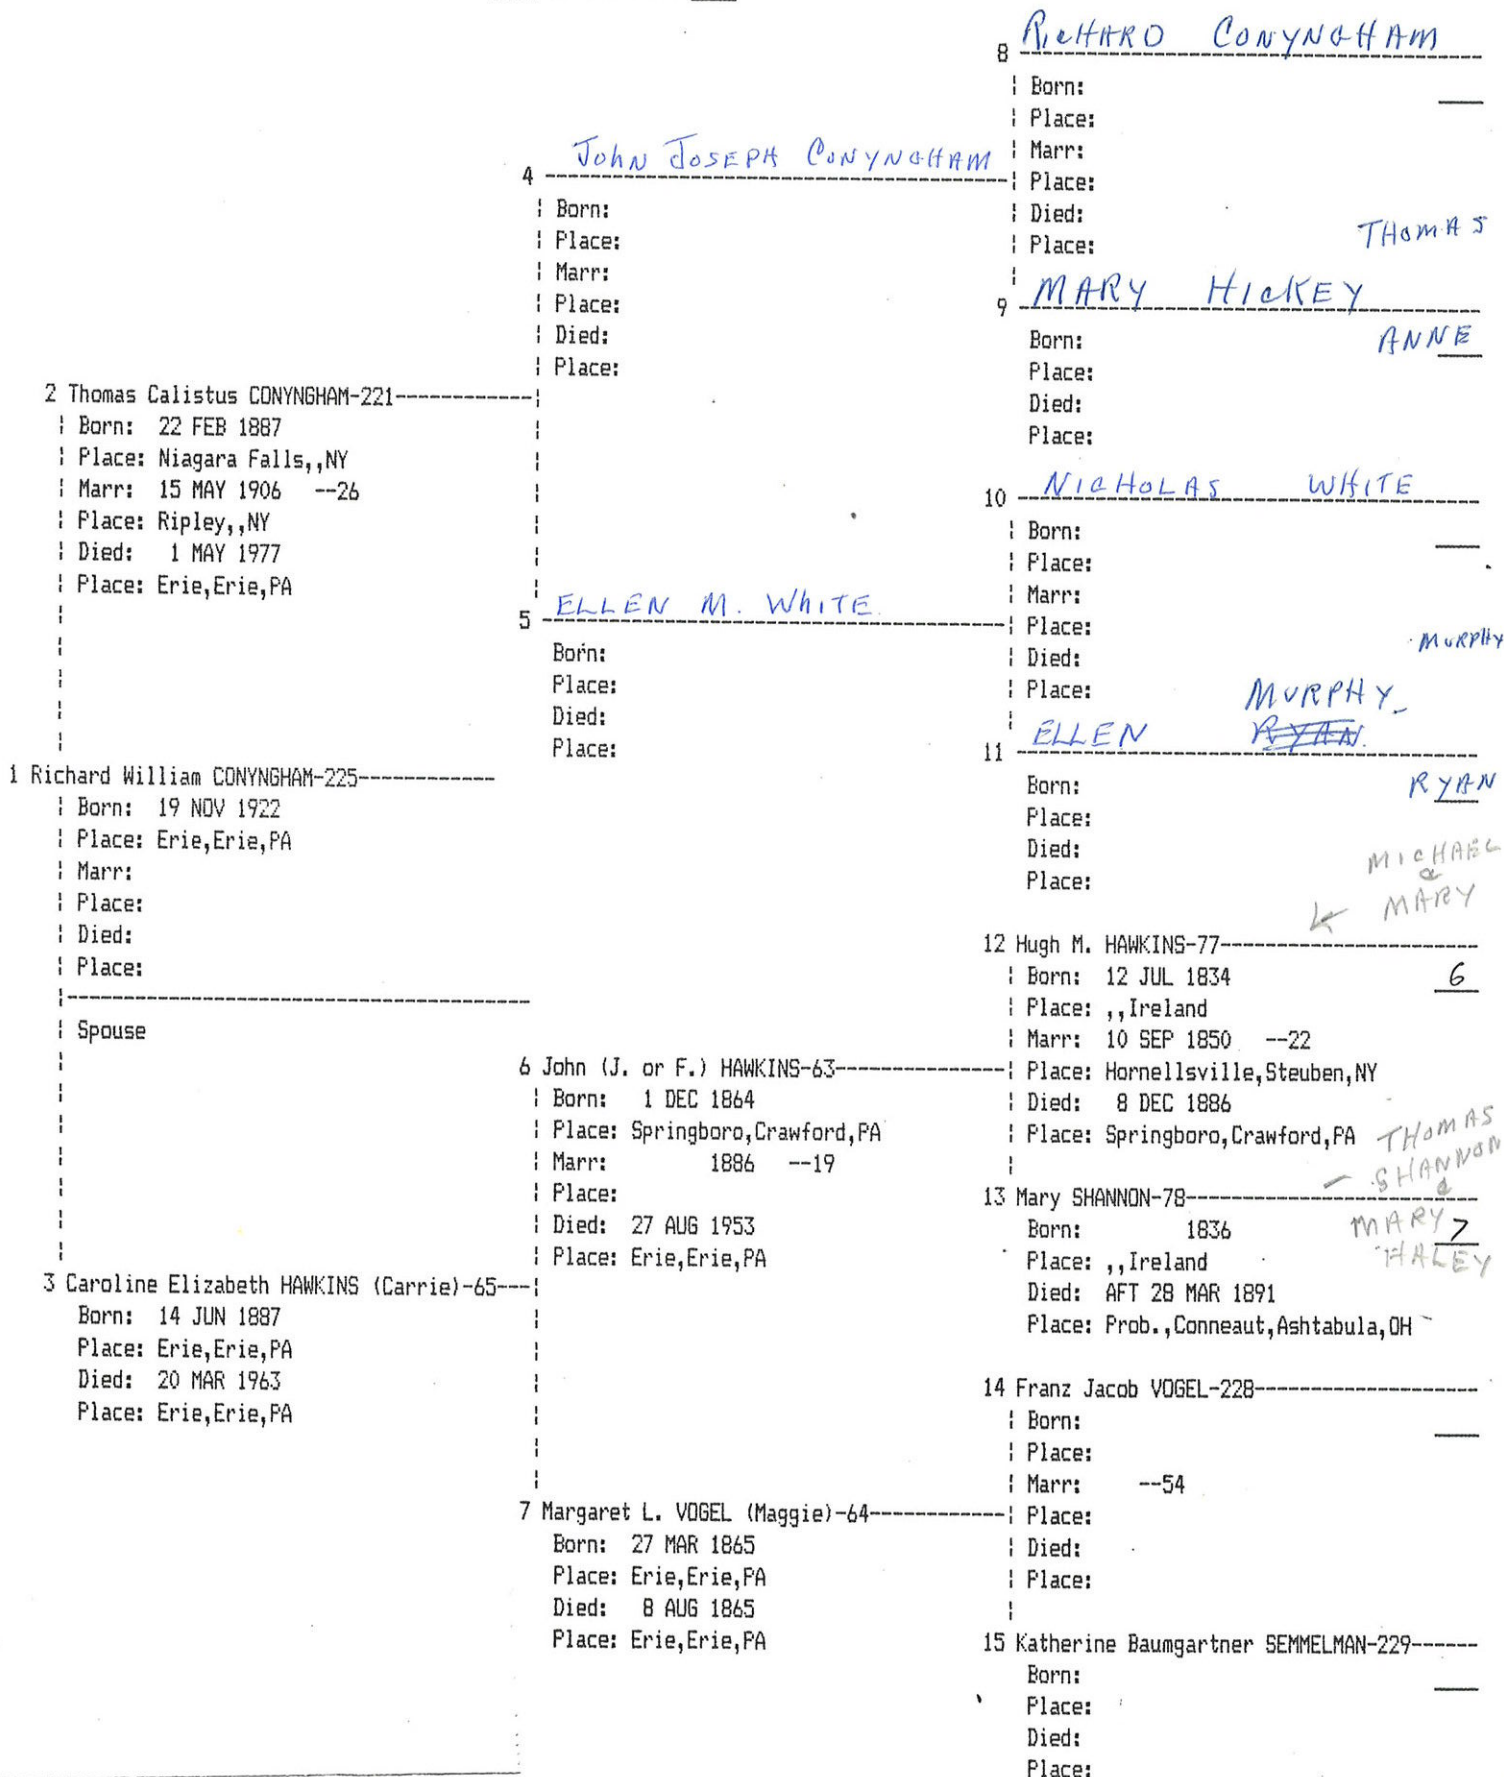 2 Thomas Calistus CONYNGHAM-221
Born: 22 FEB 1887
Place: Niagara Falls,,NY
Marr: 15 MAY 1906 --26
Place: Ripley,,NY
Died: 1 MAY 1977
Place: Erie,Erie,PA
1 Richard William CONYNGHAM-225
Born: 19 NOV 1922
Place: Erie,Erie,PA
Marr:
Place:
Died:
Place:
Spouse
3 Caroline Elizabeth HAWKINS (Carrie)-65
Born: 14 JUN 1887
Place: Erie,Erie,PA
Died: 20 MAR 1963
Place: Erie,Erie,PA
4 JOHN JOSEPH CONYNGHAM
Born:
Place:
Marr:
Place:
Died:
Place:
5 ELLEN M. WHITE
Born:
Place:
Died:
Place:
6 John (J. or F.) HAWKINS-63
Born: 1 DEC 1864
Place: Springboro,Crawford,PA
Marr: 1886 --19
Place:
Died: 27 AUG 1953
Place: Erie,Erie,PA
7 Margaret L. VOGEL (Maggie)-64
Born: 27 MAR 1865
Place: Erie,Erie,PA
Died: 8 AUG 1865
Place: Erie,Erie,PA
8 RICHARD CONYNGHAM
Born:
Place:
Marr:
Place:
Died:
Place:
THOMAS
9 MARY HICKEY
ANNE
Born:
Place:
Died:
Place:
10 NICHOLAS WHITE
Born:
Place:
Marr:
Place:
MURPHY
Died:
Place:
MURPHY
11 ELLEN RYAN
RYAN
Born:
Place:
Died:
Place:
MICHAEL
&
MARY
12 Hugh M. HAWKINS-77
Born: 12 JUL 1834
6
Place: ,,Ireland
Marr: 10 SEP 1850 --22
Place: Hornellsville,Steuben,NY
Died: 8 DEC 1886
Place: Springboro,Crawford,PA
THOMAS
SHANNON
&
MARY
HALEY
13 Mary SHANNON-78
Born: 1836
7
Place: ,,Ireland
Died: AFT 28 MAR 1891
Place: Prob.,Conneaut,Ashtabula,OH
14 Franz Jacob VOGEL-228
Born:
Place:
Marr: --54
Place:
Died:
Place:
15 Katherine Baumgartner SEMMELMAN-229
Born:
Place:
Died:
Place: